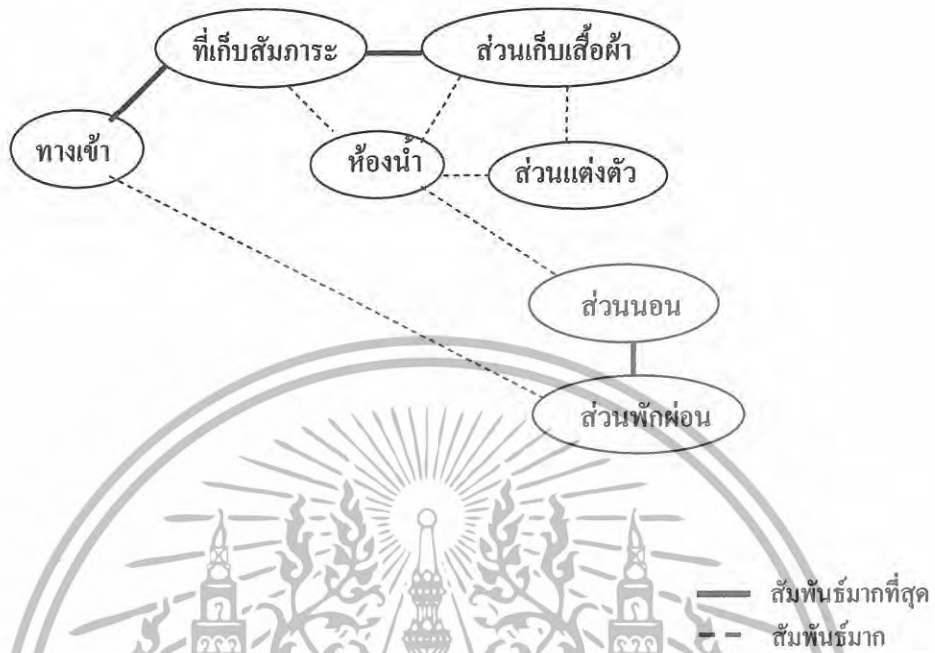 ที่เก็บสัมภาระ
ส่วนเก็บเสื้อผ้า
ทางเข้า
ห้องน้ำ
ส่วนแต่งตัว
ส่วนนอน
ส่วนพักผ่อน
สัมพันธ์มากที่สุด
สัมพันธ์มาก